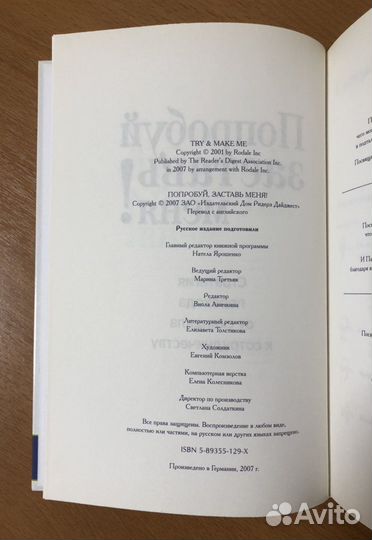 TRY & MAKE ME
Copyright © 2001 by Rodale Inc
Published by The Reader's Digest Association Inc.
in 2007 by arrangement with Rodale Inc.
ПОПРОБУЙ, ЗАСТАВЬ МЕНЯ!
Copyright © 2007 ЗАО «Издательский Дом Ридерз Дайджест»
Перевод с английского
Русское издание подготовили
Главный редактор книжной программы
Натела Ярошенко
Ведущий редактор
Марина Третьяк
Редактор
Виола
Литературный редактор
Елизавета Толстикова
Художник
Евгений Комзолов
Компьютерная верстка
Елена Колесникова
Директор по производству
Светлана Солдаткина
Все права защищены. Воспроизведение в любом виде,
полностью или частями, на русском или других языках запрещено.
ISBN 5-89355-129-X
Произведено в Германии, 2007 г.
Avito